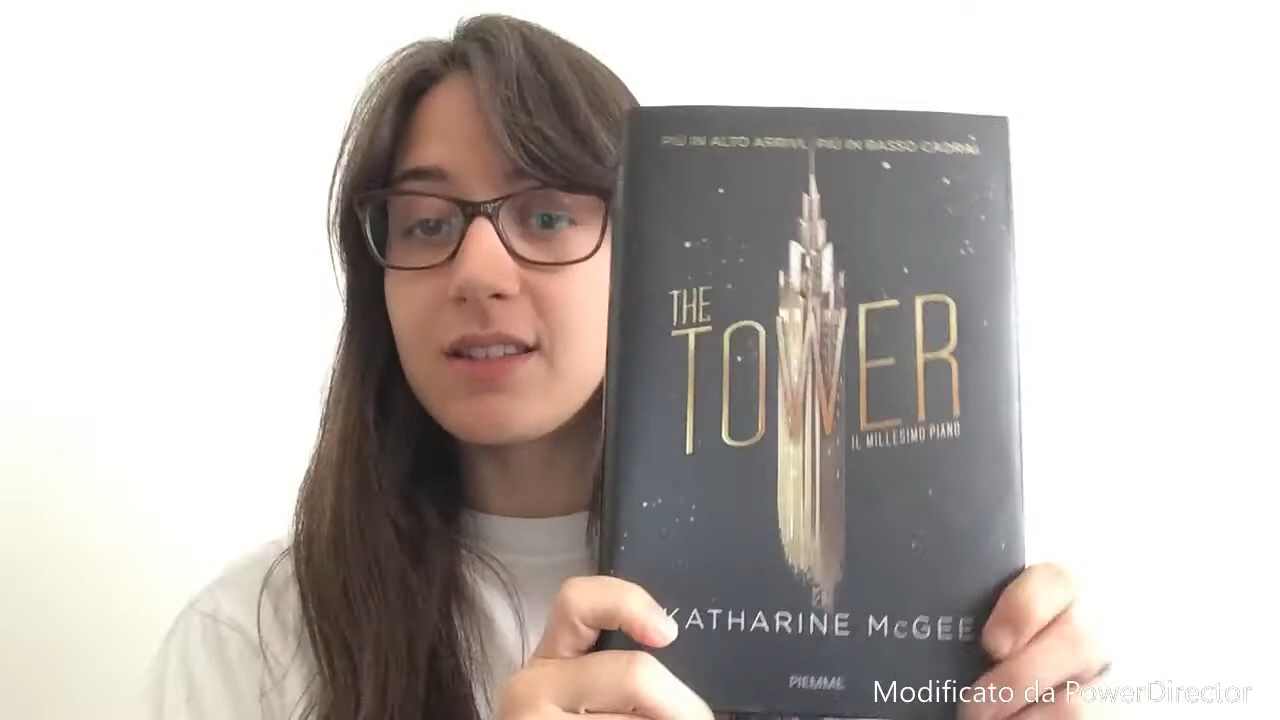 PIÙ IN ALTO ARRIVI, PIÙ IN BASSO CADRAI
THE
TOWER
IL MILLESIMO PIANO
KATHARINE McGEE
PIEMME
Modificato da PowerDirector